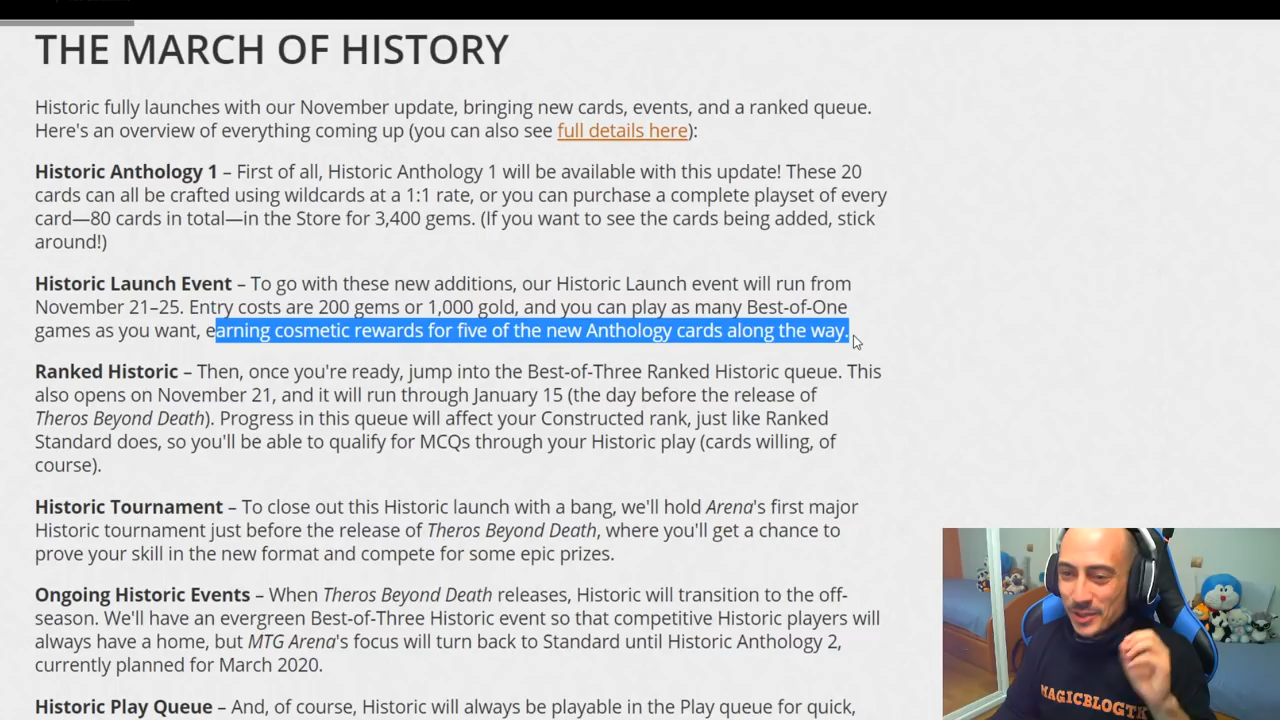 THE MARCH OF HISTORY
Historic fully launches with our November update, bringing new cards, events, and a ranked queue.
Here's an overview of everything coming up (you can also see full details here):
Historic Anthology 1 – First of all, Historic Anthology 1 will be available with this update! These 20
cards can all be crafted using wildcards at a 1:1 rate, or you can purchase a complete playset of every
card—80 cards in total—in the Store for 3,400 gems. (If you want to see the cards being added, stick
around!)
Historic Launch Event – To go with these new additions, our Historic Launch event will run from
November 21–25. Entry costs are 200 gems or 1,000 gold, and you can play as many Best-of-One
games as you want, earning cosmetic rewards for five of the new Anthology cards along the way.
Ranked Historic – Then, once you're ready, jump into the Best-of-Three Ranked Historic queue. This
also opens on November 21, and it will run through January 15 (the day before the release of
Theros Beyond Death). Progress in this queue will affect your Constructed rank, just like Ranked
Standard does, so you'll be able to qualify for MCQs through your Historic play (cards willing, of
course).
Historic Tournament – To close out this Historic launch with a bang, we'll hold Arena's first major
Historic tournament just before the release of Theros Beyond Death, where you'll get a chance to
prove your skill in the new format and compete for some epic prizes.
Ongoing Historic Events – When Theros Beyond Death releases, Historic will transition to the off-
season. We'll have an evergreen Best-of-Three Historic event so that competitive Historic players will
always have a home, but MTG Arena's focus will turn back to Standard until Historic Anthology 2,
currently planned for March 2020.
Historic Play Queue – And, of course, Historic will always be playable in the Play queue for quick,
MAGICBLOGTK